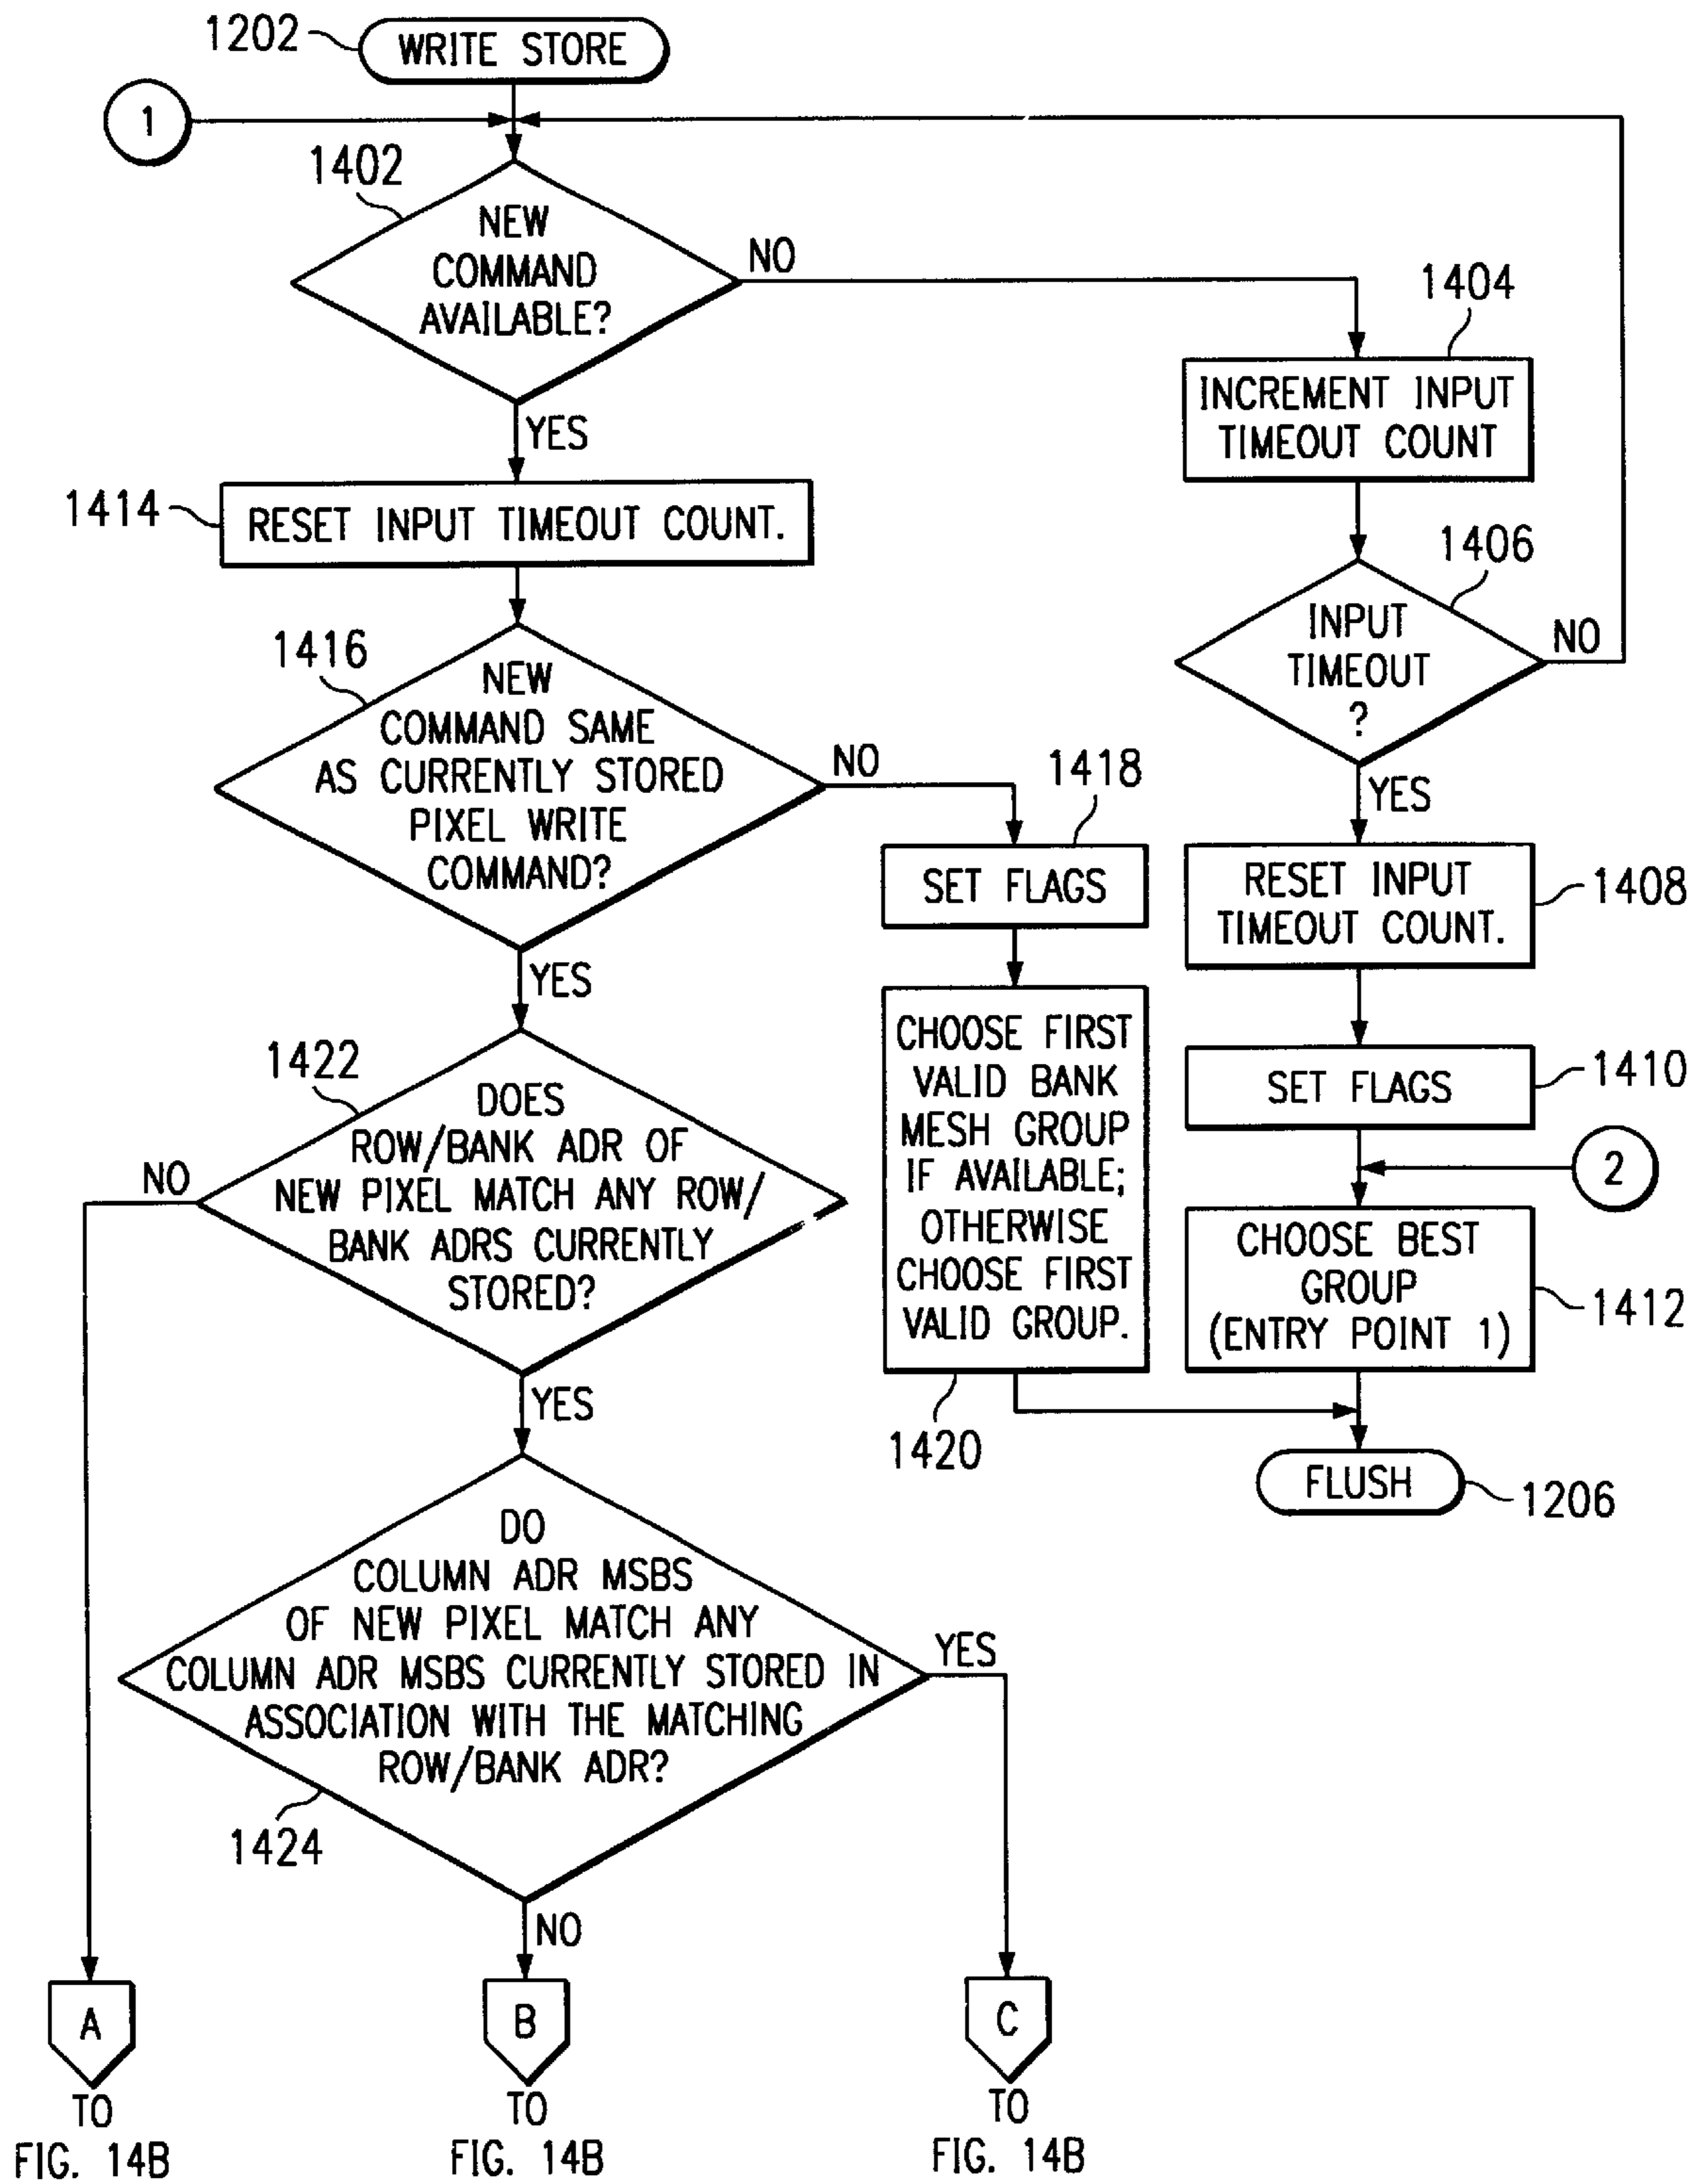 1202
WRITE STORE
1
1402
NEW
COMMAND
AVAILABLE?
NO
YES
1404
INCREMENT INPUT
TIMEOUT COUNT
1414
RESET INPUT TIMEOUT COUNT.
1406
INPUT
TIMEOUT
?
NO
YES
1416
NEW
COMMAND SAME
AS CURRENTLY STORED
PIXEL WRITE
COMMAND?
NO
YES
1418
SET FLAGS
RESET INPUT
TIMEOUT COUNT.
1408
SET FLAGS
1410
2
CHOOSE FIRST
VALID BANK
MESH GROUP
IF AVAILABLE;
OTHERWISE
CHOOSE FIRST
VALID GROUP.
1420
CHOOSE BEST
GROUP
(ENTRY POINT 1)
1412
FLUSH
1206
1422
DOES
ROW/BANK ADR OF
NEW PIXEL MATCH ANY ROW/
BANK ADRS CURRENTLY
STORED?
NO
YES
DO
COLUMN ADR MSBS
OF NEW PIXEL MATCH ANY
COLUMN ADR MSBS CURRENTLY STORED IN
ASSOCIATION WITH THE MATCHING
ROW/BANK ADR?
YES
1424
NO
A
TO
FIG. 14B
B
TO
FIG. 14B
C
TO
FIG. 14B